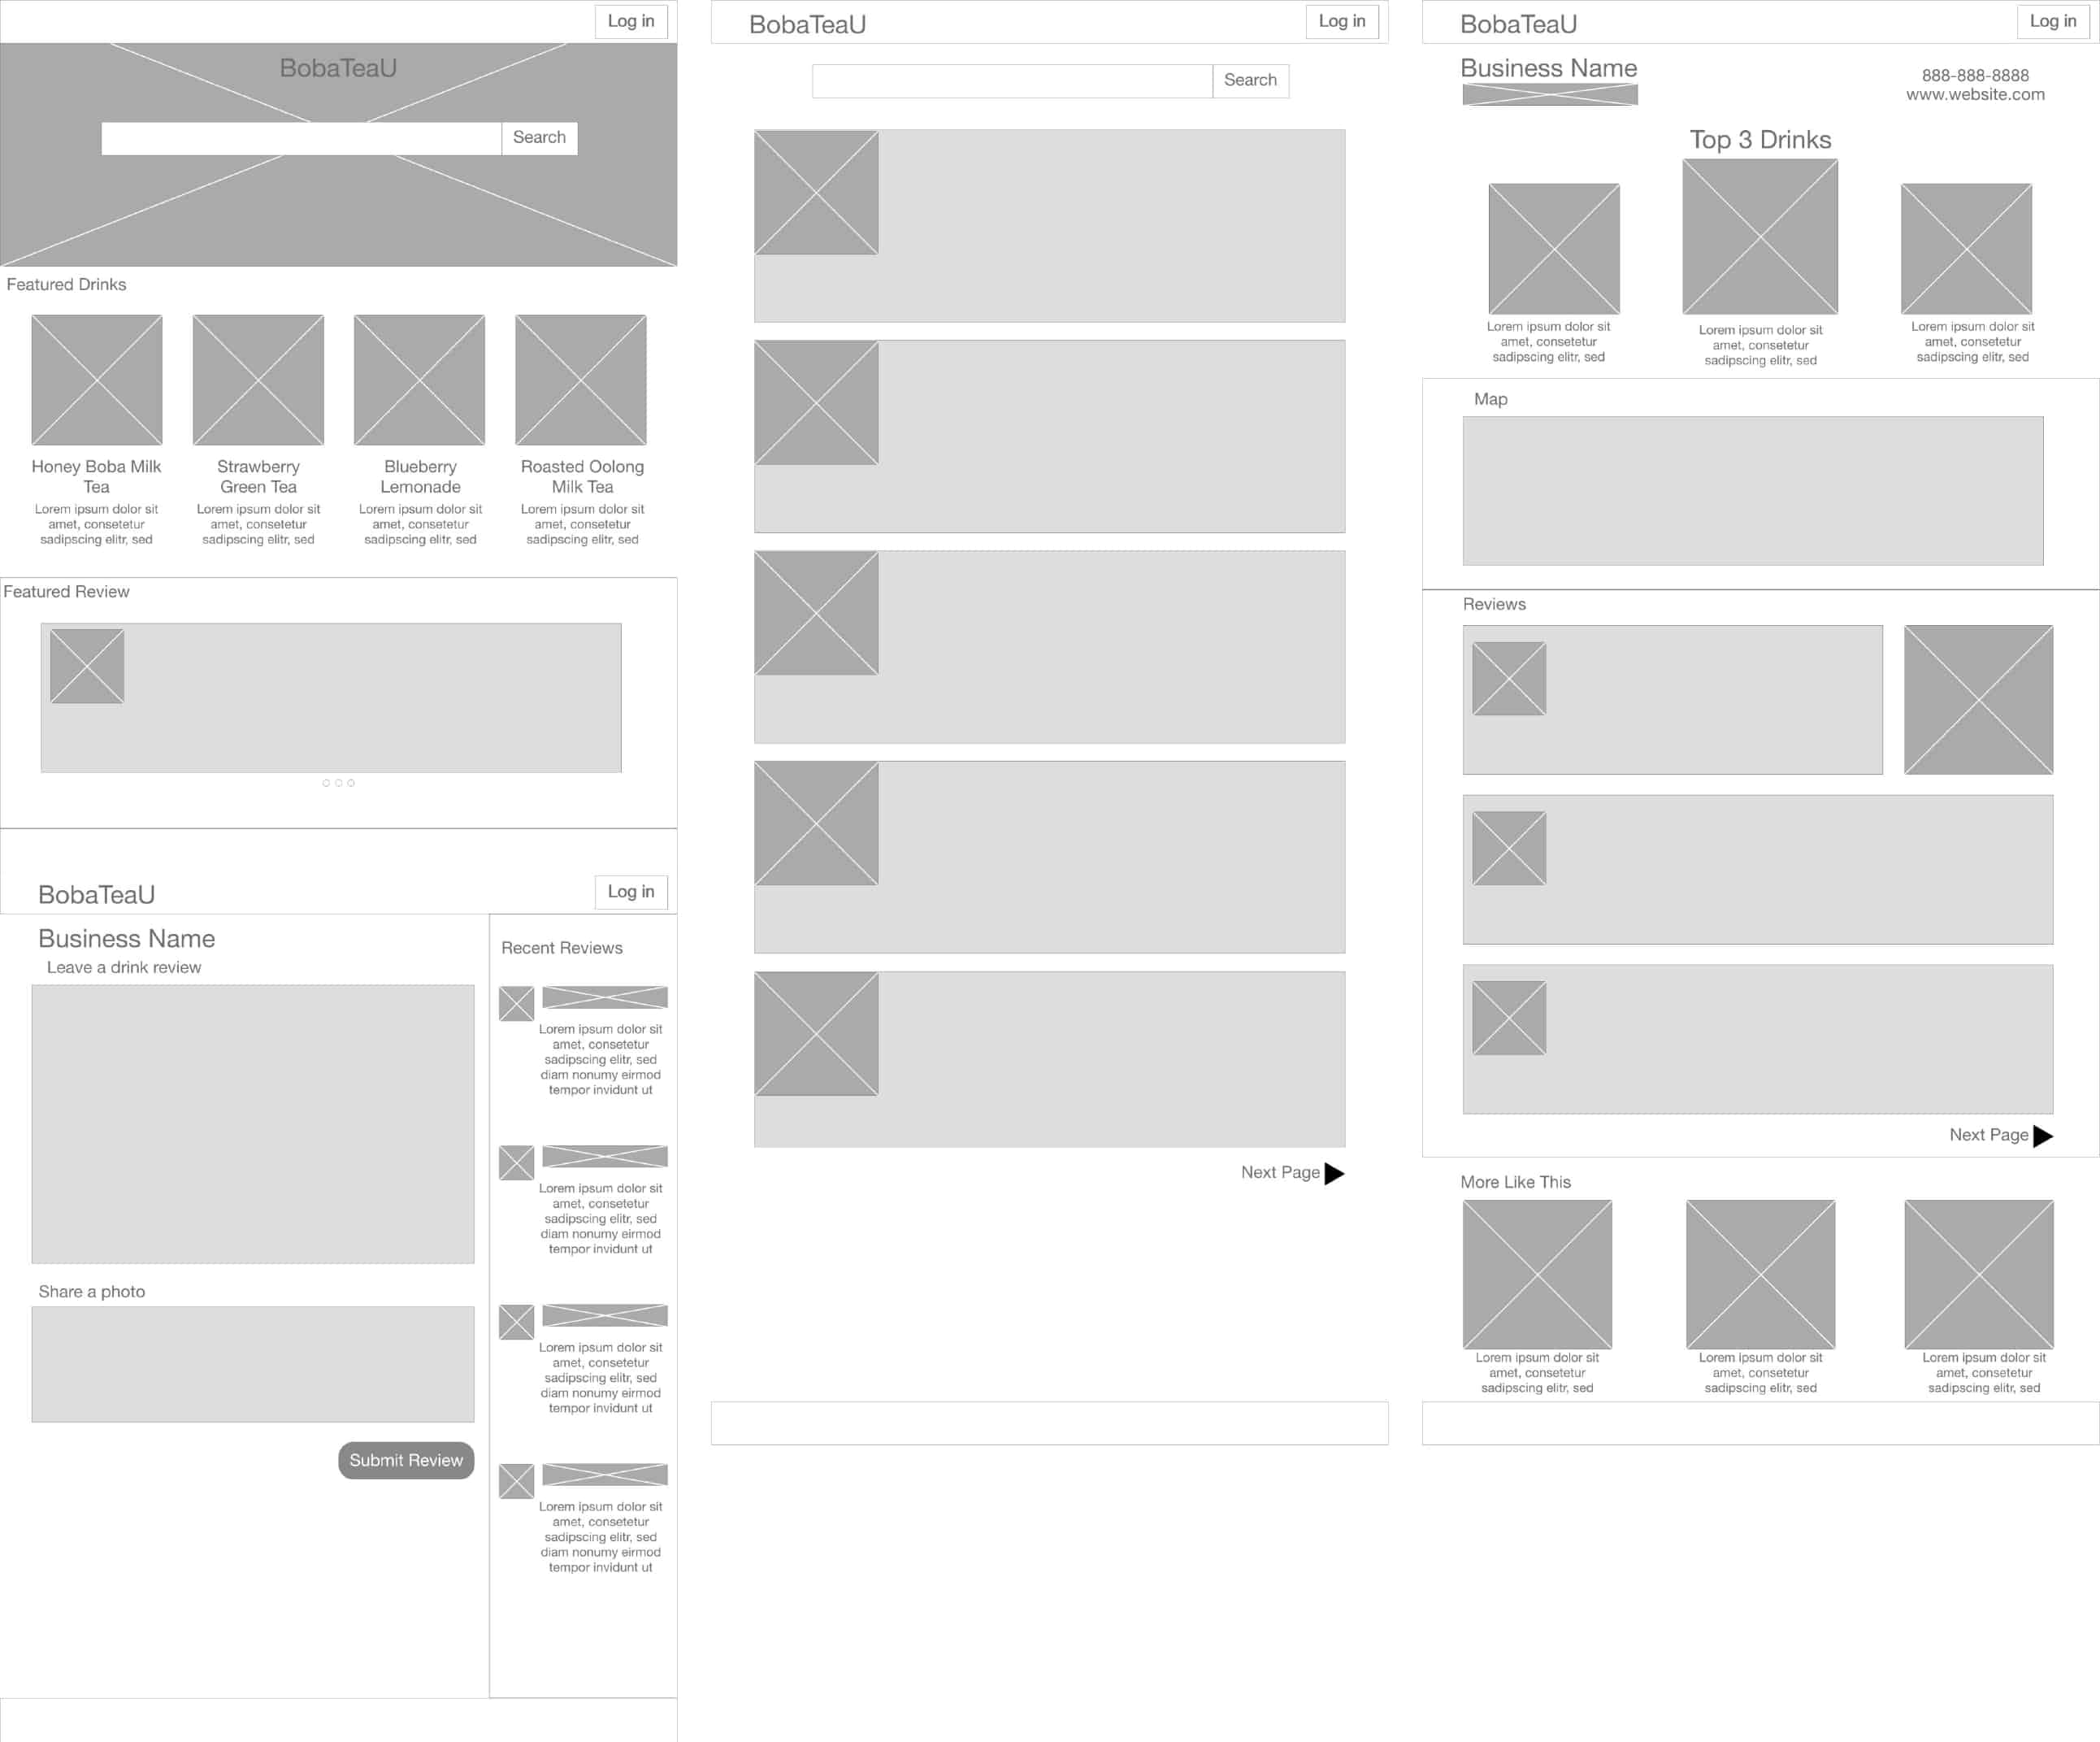 Log in
BobaTeaU
Search
Featured Drinks
Honey Boba Milk
Tea
Lorem ipsum dolor sit
amet, consetetur
sadipscing elitr, sed
Strawberry
Green Tea
Lorem ipsum dolor sit
amet, consetetur
sadipscing elitr, sed
Blueberry
Lemonade
Lorem ipsum dolor sit
amet, consetetur
sadipscing elitr, sed
Roasted Oolong
Milk Tea
Lorem ipsum dolor sit
amet, consetetur
sadipscing elitr, sed
Featured Review
BobaTeaU
Log in
Business Name
Leave a drink review
Share a photo
Submit Review
Recent Reviews
Lorem ipsum dolor sit
amet, consetetur
sadipscing elitr, sed
diam nonumy eirmod
tempor invidunt ut
Lorem ipsum dolor sit
amet, consetetur
sadipscing elitr, sed
diam nonumy eirmod
tempor invidunt ut
Lorem ipsum dolor sit
amet, consetetur
sadipscing elitr, sed
diam nonumy eirmod
tempor invidunt ut
Lorem ipsum dolor sit
amet, consetetur
sadipscing elitr, sed
diam nonumy eirmod
tempor invidunt ut
BobaTeaU
Log in
Search
Next Page
BobaTeaU
Log in
Business Name
888-888-8888
www.website.com
Top 3 Drinks
Lorem ipsum dolor sit
amet, consetetur
sadipscing elitr, sed
Lorem ipsum dolor sit
amet, consetetur
sadipscing elitr, sed
Lorem ipsum dolor sit
amet, consetetur
sadipscing elitr, sed
Map
Reviews
Next Page
More Like This
Lorem ipsum dolor sit
amet, consetetur
sadipscing elitr, sed
Lorem ipsum dolor sit
amet, consetetur
sadipscing elitr, sed
Lorem ipsum dolor sit
amet, consetetur
sadipscing elitr, sed